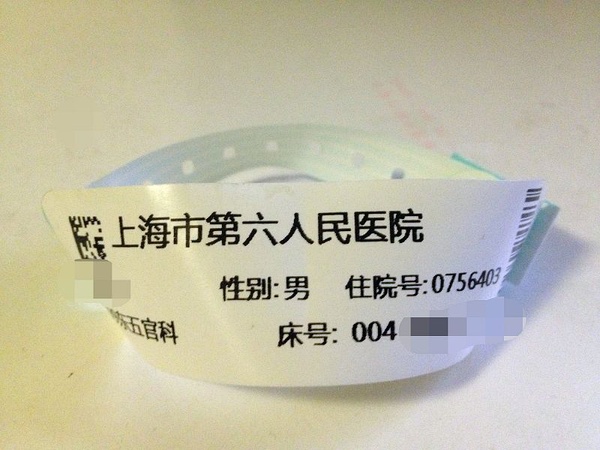 上海市第六人民医院
性别:男 住院号:0756403
东五官科 床号: 004